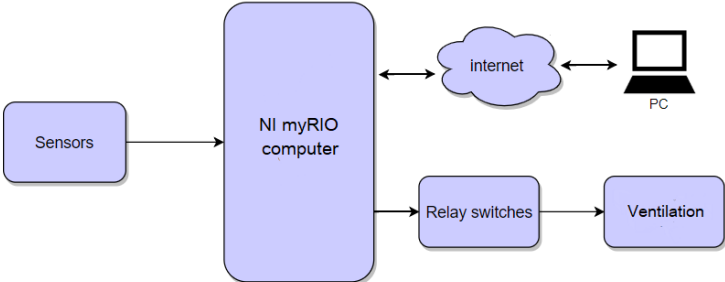 Sensors
NI myRIO
computer
internet
PC
Relay switches
Ventilation